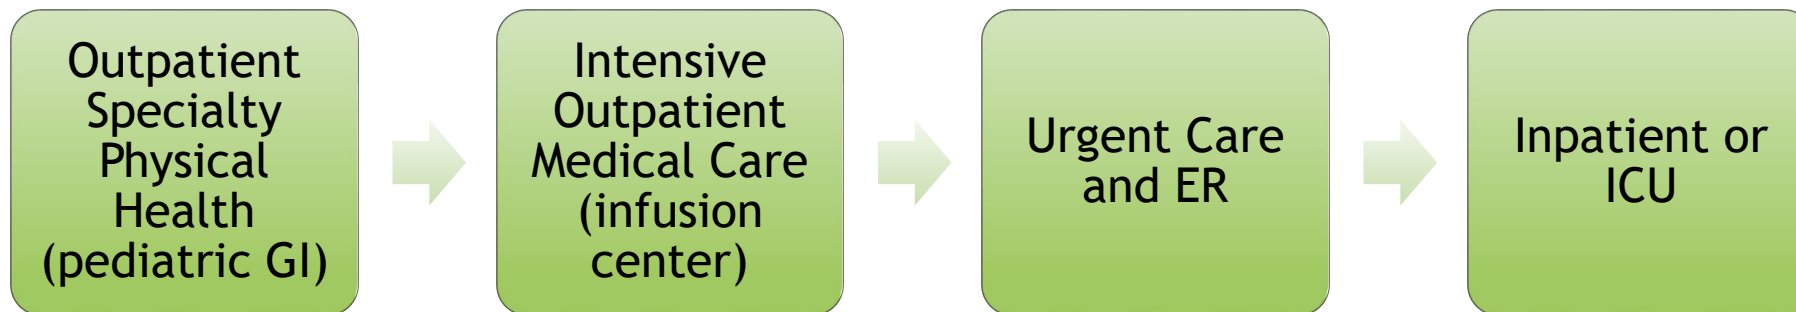 Outpatient
Specialty
Physical
Health
(pediatric GI)
Intensive
Outpatient
Medical Care
(infusion
center)
Urgent Care
and ER
Inpatient or
ICU